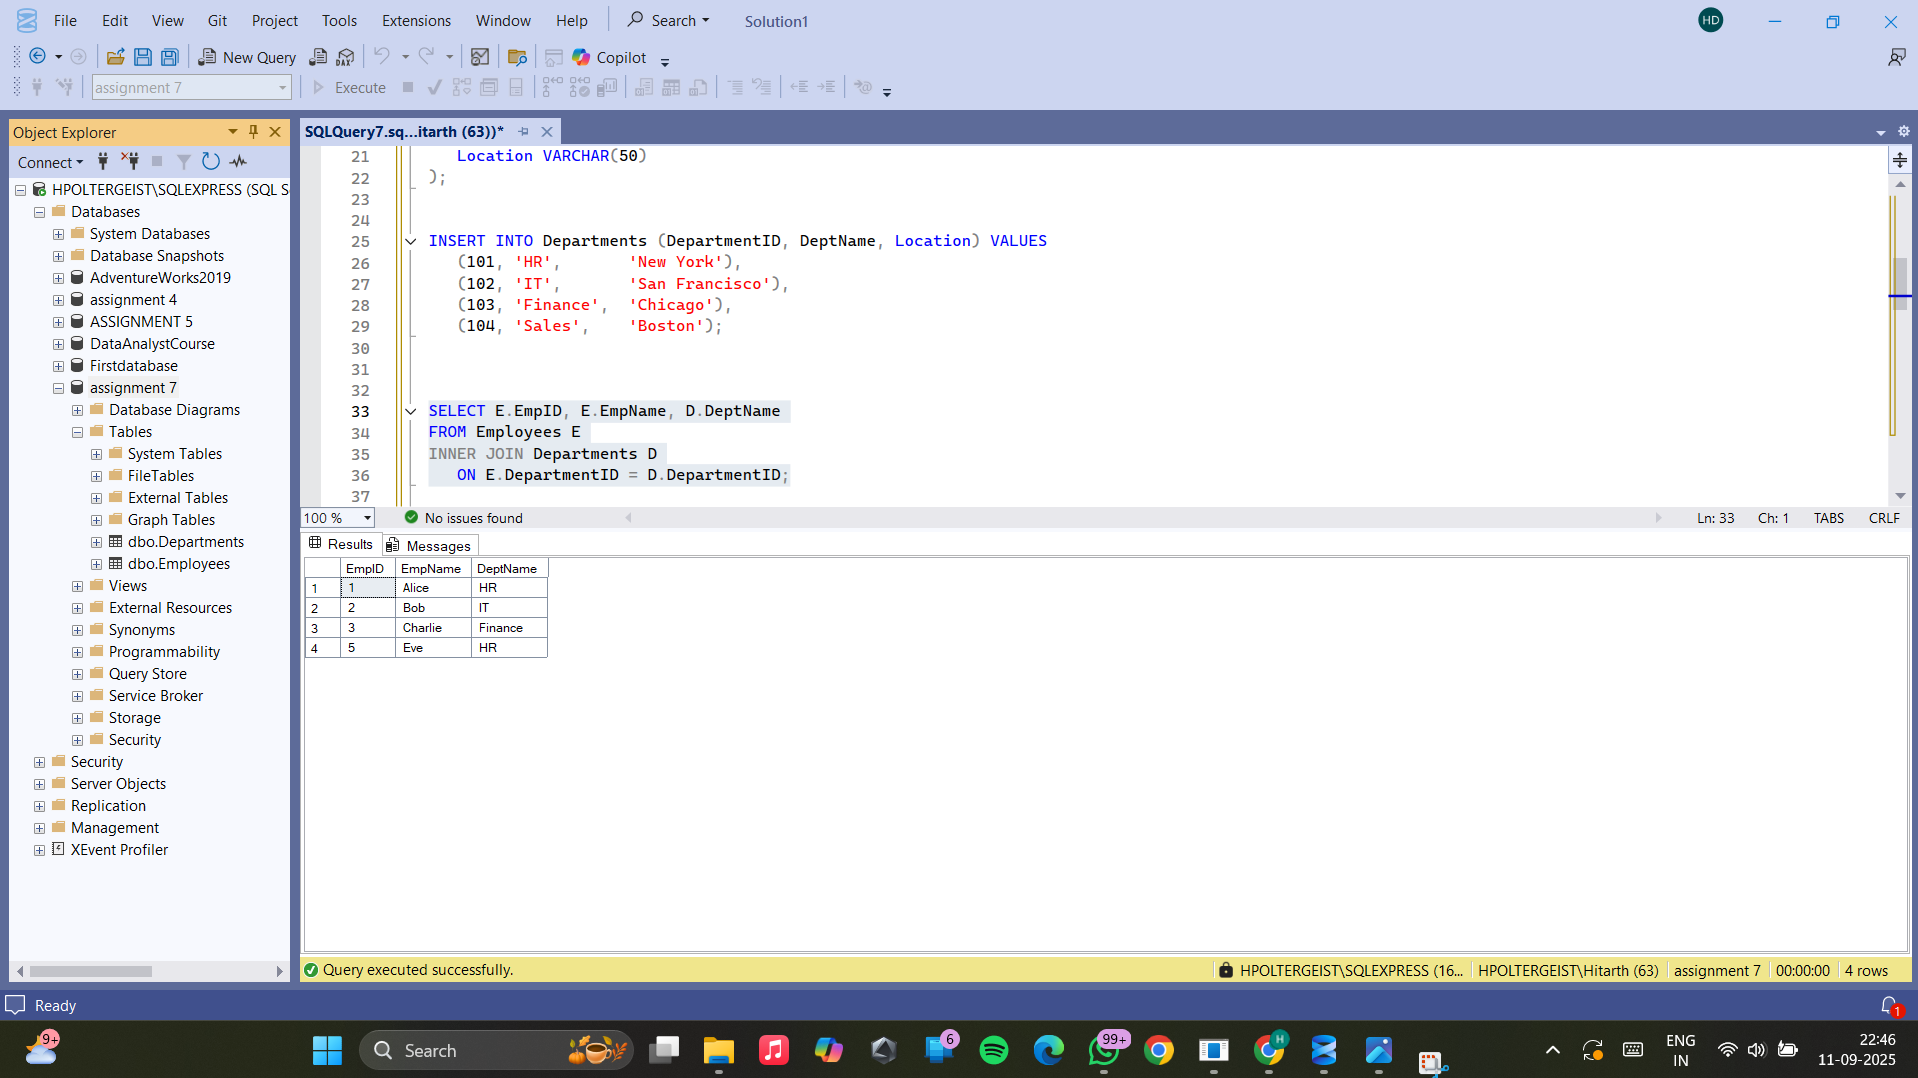 File Edit View Git Project Tools Extensions Window Help Search Solution1 HD
New Query DAX Copilot
assignment 7 Execute
Object Explorer
Connect
HPOLTERGEIST\SQLEXPRESS (SQL S
Databases
System Databases
Database Snapshots
AdventureWorks2019
assignment 4
ASSIGNMENT 5
DataAnalystCourse
Firstdatabase
assignment 7
Database Diagrams
Tables
System Tables
FileTables
External Tables
Graph Tables
dbo.Departments
dbo.Employees
Views
External Resources
Synonyms
Programmability
Query Store
Service Broker
Storage
Security
Security
Server Objects
Replication
Management
XEvent Profiler
SQLQuery7.sq...itarth (63))*
21 Location VARCHAR(50)
22 );
23
24
25 INSERT INTO Departments (DepartmentID, DeptName, Location) VALUES
26 (101, 'HR', 'New York'),
27 (102, 'IT', 'San Francisco'),
28 (103, 'Finance', 'Chicago'),
29 (104, 'Sales', 'Boston');
30
31
32
33 SELECT E.EmpID, E.EmpName, D.DeptName
34 FROM Employees E
35 INNER JOIN Departments D
36 ON E.DepartmentID = D.DepartmentID;
37
100 % No issues found Ln: 33 Ch: 1 TABS CRLF
Results Messages
EmpID EmpName DeptName
1 1 Alice HR
2 2 Bob IT
3 3 Charlie Finance
4 5 Eve HR
Query executed successfully. HPOLTERGEIST\SQLEXPRESS (16... HPOLTERGEIST\Hitarth (63) assignment 7 00:00:00 4 rows
Ready 1
9+ Search 6 99+ H ENG
IN
22:46
11-09-2025